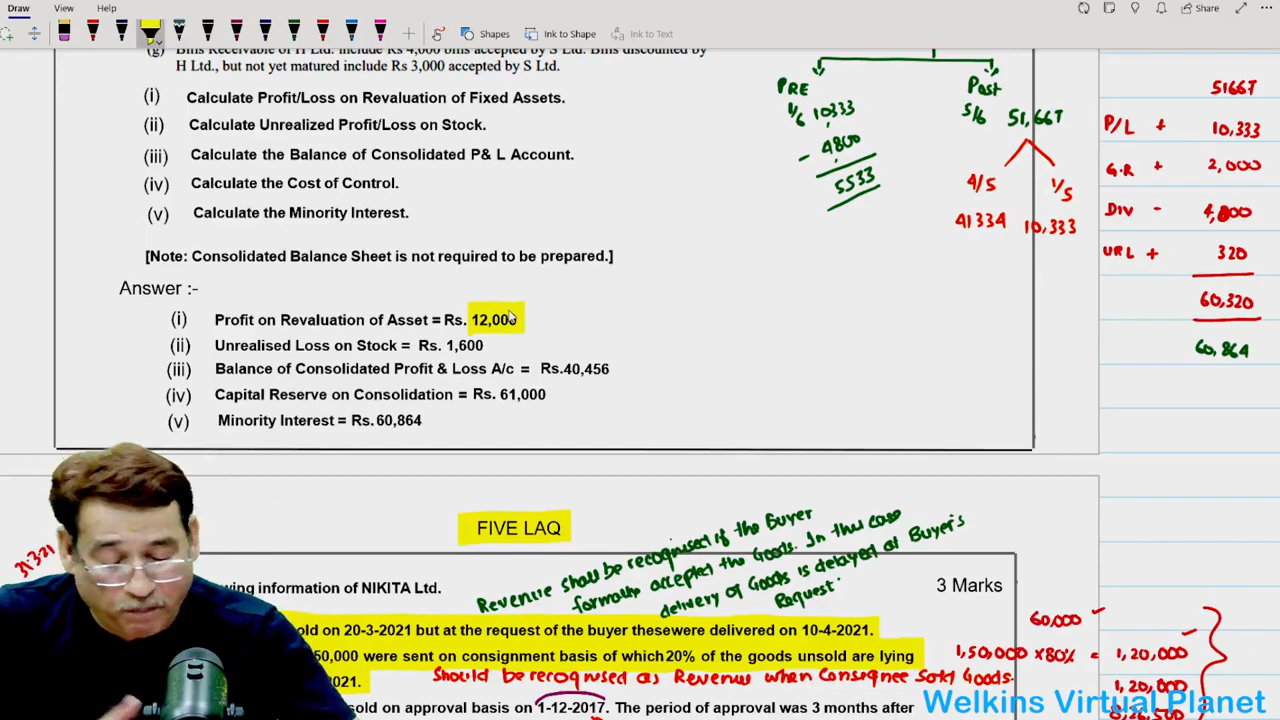 Draw View Help
Share
Shapes Ink to Shape Ink to Text
(g) Bills Receivable of H Ltd. include Rs 4,000 bills accepted by S Ltd. Bills discounted
by H Ltd., but not yet matured include Rs 3,000 accepted by S Ltd.
(i) Calculate Profit/Loss on Revaluation of Fixed Assets.
(ii) Calculate Unrealized Profit/Loss on Stock.
(iii) Calculate the Balance of Consolidated P& L Account.
(iv) Calculate the Cost of Control.
(v) Calculate the Minority Interest.
[Note: Consolidated Balance Sheet is not required to be prepared.]
Answer :-
(i) Profit on Revaluation of Asset = Rs. 12,000
(ii) Unrealised Loss on Stock = Rs. 1,600
(iii) Balance of Consolidated Profit & Loss A/c = Rs.40,456
(iv) Capital Reserve on Consolidation = Rs. 61,000
(v) Minority Interest = Rs.60,864
PRE Post
1/6 10333 5/6 51,667
- 4800
5533
4/5 1/5
41334 10,333
51667
P/L + 10,333
G.R + 2,000
DIV - 4,000
URL + 320
60,320
60,864
FIVE LAQ
31321
wing information of NIKITA Ltd. 3 Marks
Revenue should be recognised if the Buyer
formally accepted the Goods. In this case
delivery of Goods is delayed at Buyer's
Request
old on 20-3-2021 but at the request of the buyer thesewere delivered on 10-4-2021.
60,000
50,000 were sent on consignment basis of which 20% of the goods unsold are lying
1,50,000 x80% = 1,20,000
2021.
Should be recognised as Revenue when Consignee Sold Goods.
1,20,000
old on approval basis on 1-12-2017. The period of approval was 3 months after
Welkins Virtual Planet